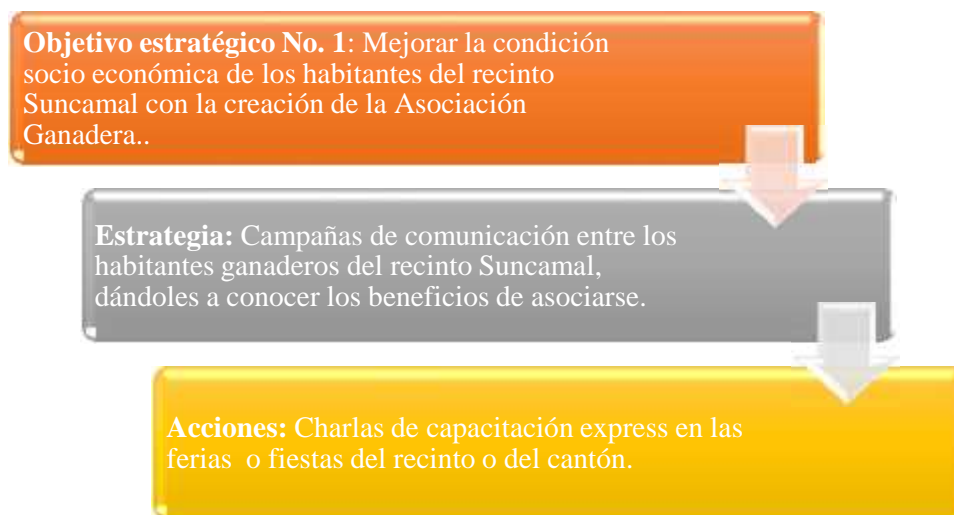 Objetivo estratégico No. 1: Mejorar la condición
socio económica de los habitantes del recinto
Suncamal con la creación de la Asociación
Ganadera..
Estrategia: Campañas de comunicación entre los
habitantes ganaderos del recinto Suncamal,
dándoles a conocer los beneficios de asociarse.
Acciones: Charlas de capacitación express en las
ferias o fiestas del recinto o del cantón.